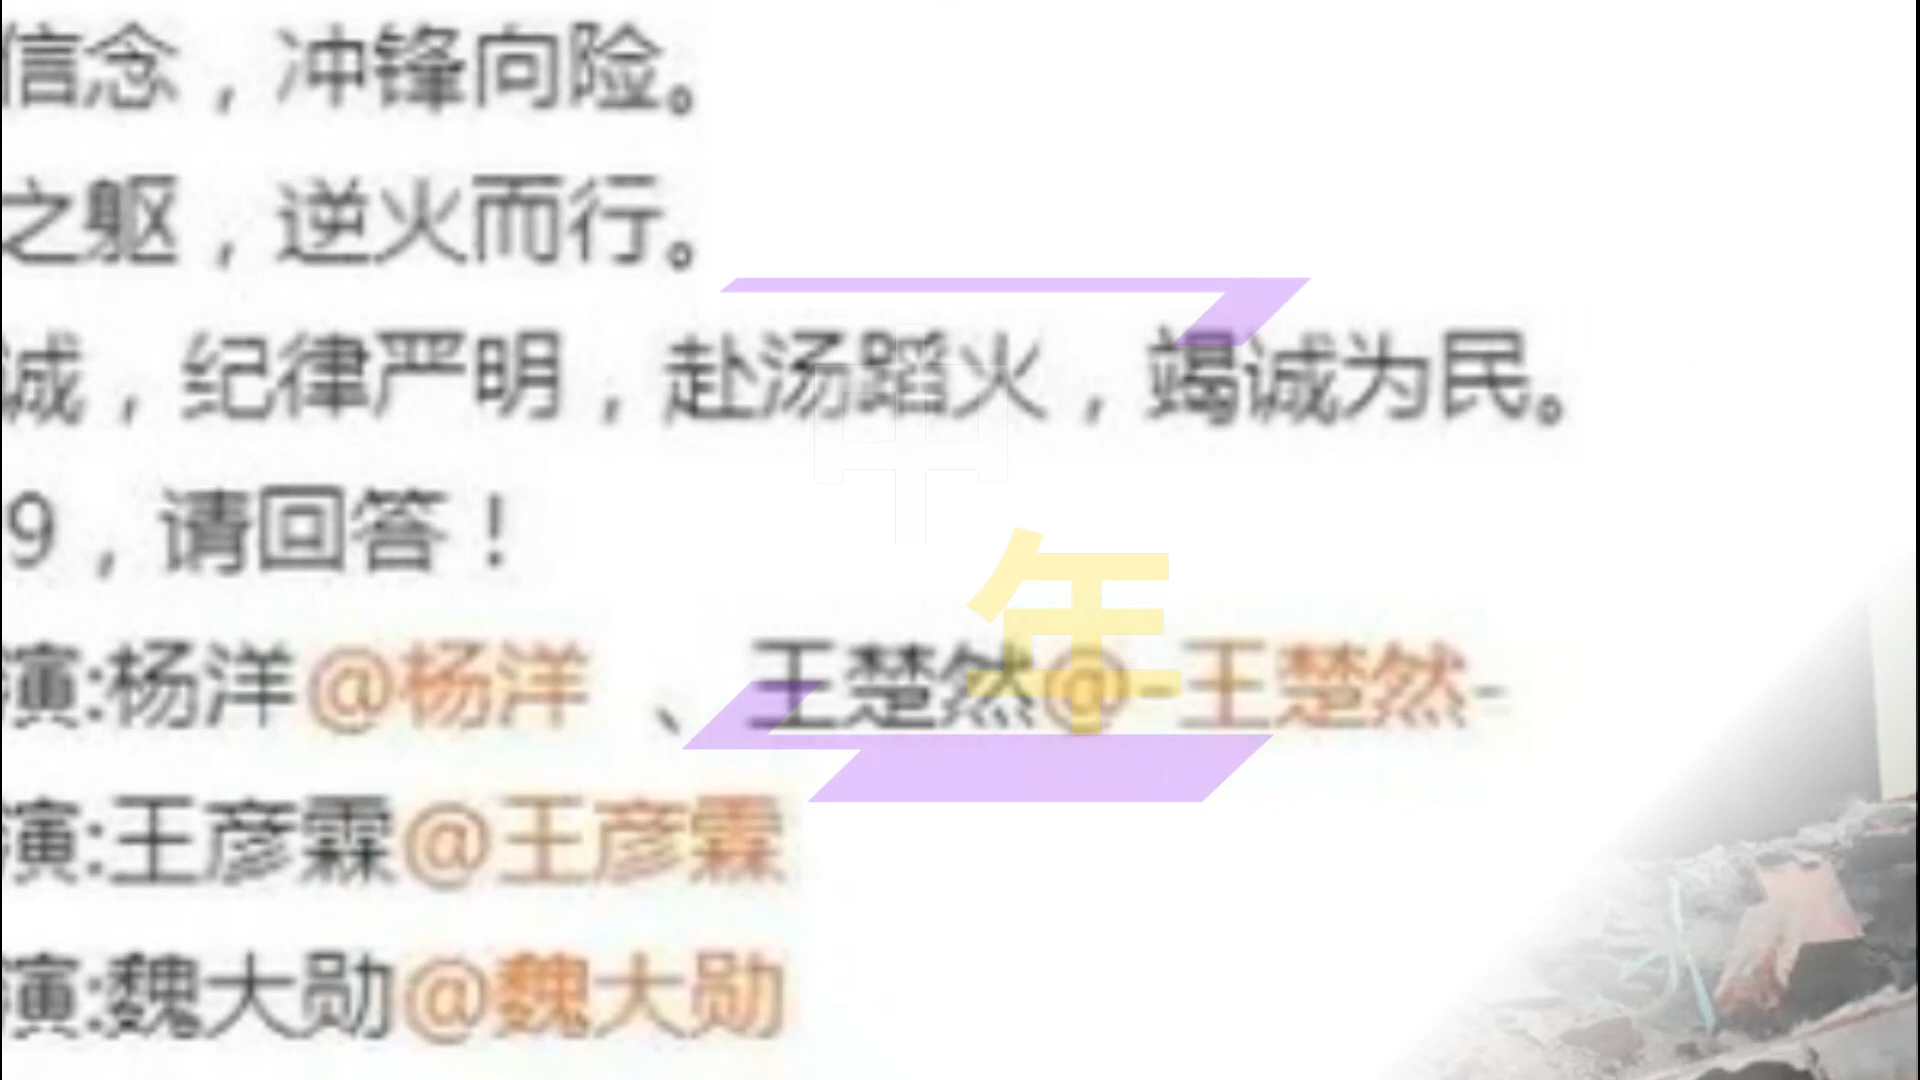 信念，冲锋向险。
之躯，逆火而行。
诚，纪律严明，赴汤蹈火，竭诚为民。
9，请回答！
演:杨洋@杨洋 、王楚然@-王楚然-
演:王彦霖@王彦霖
演:魏大勋@魏大勋
中
年